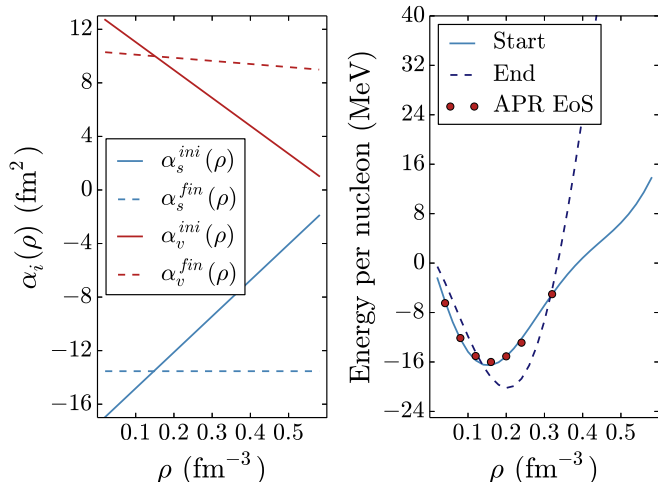 α_i(ρ) (fm²)
12
8
4
0
−4
−8
−12
−16
α_s^{ini}(ρ)
α_s^{fin}(ρ)
α_v^{ini}(ρ)
α_v^{fin}(ρ)
0.1 0.2 0.3 0.4 0.5
ρ (fm⁻³)
Energy per nucleon (MeV)
40
32
24
16
8
0
−8
−16
−24
Start
End
APR EoS
0.1 0.2 0.3 0.4 0.5
ρ (fm⁻³)